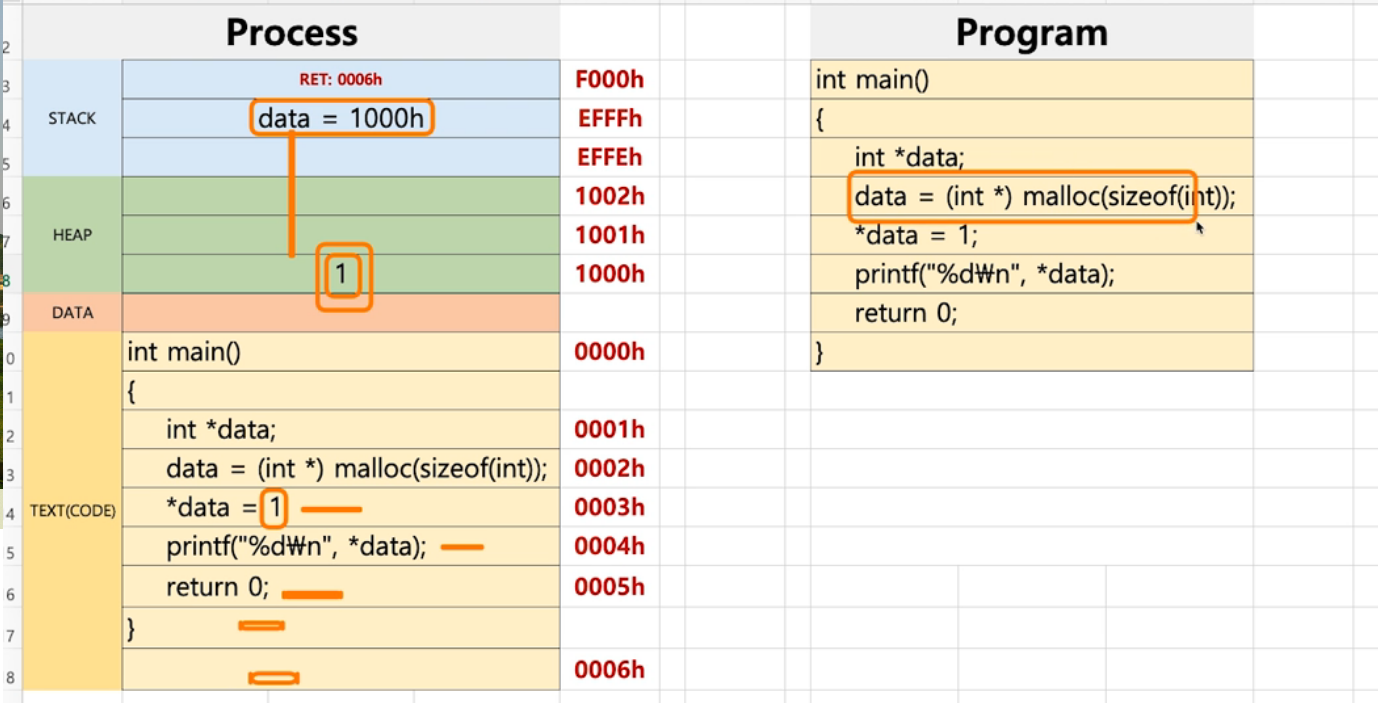 Process
Program
2
3
RET: 0006h
F000h
int main()
4
STACK
data = 1000h
EFFFh
{
5
EFFEh
int *data;
6
1002h
data = (int *) malloc(sizeof(int));
7
HEAP
1001h
*data = 1;
8
1
1000h
printf("%d₩n", *data);
9
DATA
return 0;
0
int main()
0000h
}
1
{
2
int *data;
0001h
3
data = (int *) malloc(sizeof(int));
0002h
4
TEXT(CODE)
*data = 1
0003h
5
printf("%d₩n", *data);
0004h
6
return 0;
0005h
7
}
8
0006h